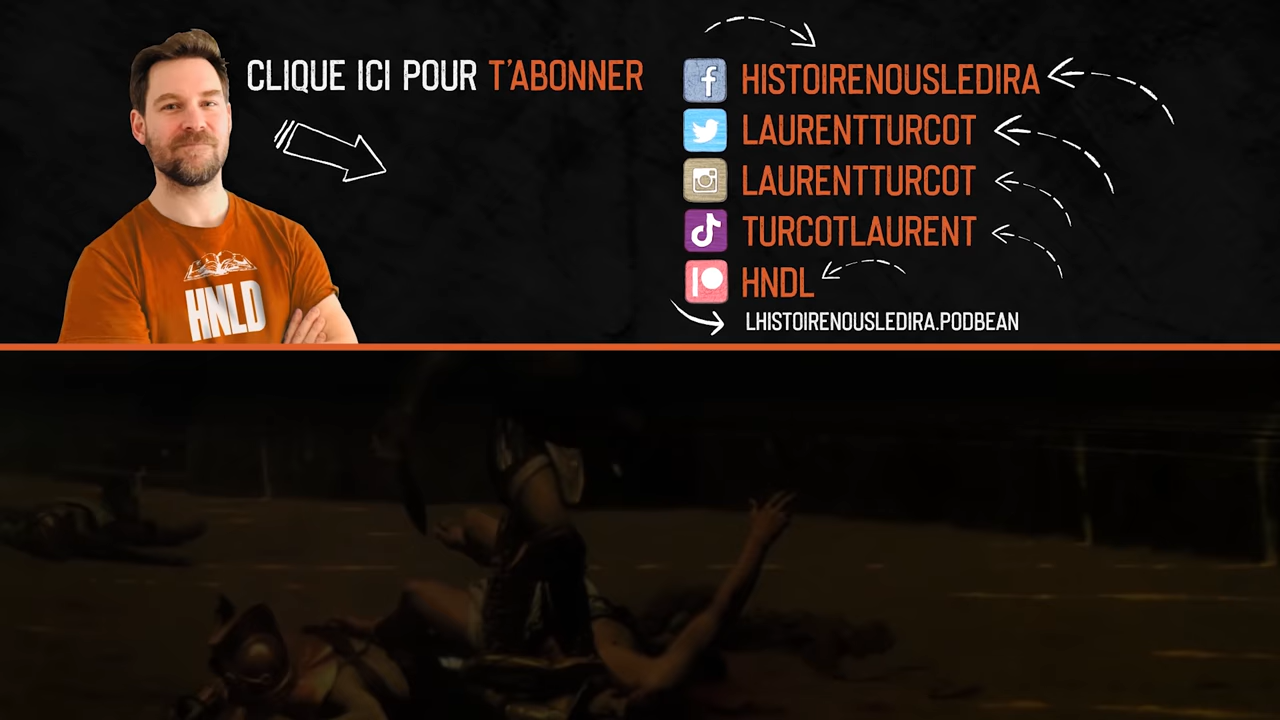 CLIQUE ICI POUR T'ABONNER
HNLD
HISTOIRENOUSLEDIRA
LAURENTTURCOT
LAURENTTURCOT
TURCOTLAURENT
HNDL
LHISTOIRENOUSLEDIRA.PODBEAN